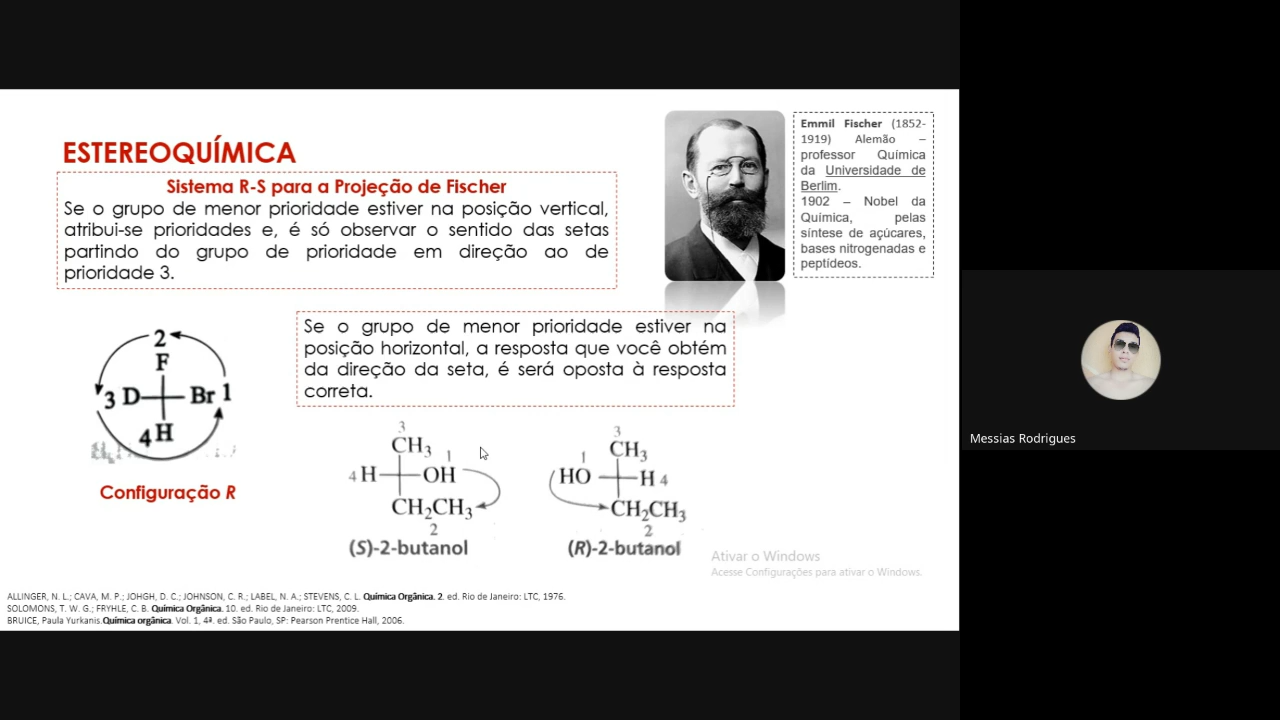 ESTEREOQUÍMICA
Sistema R-S para a Projeção de Fischer
Se o grupo de menor prioridade estiver na posição vertical,
atribui-se prioridades e, é só observar o sentido das setas
partindo do grupo de prioridade em direção ao de
prioridade 3.
Emmil Fischer (1852-
1919) Alemão –
professor Química
da Universidade de
Berlim.
1902 – Nobel da
Química, pelas
síntese de açúcares,
bases nitrogenadas e
peptídeos.
Se o grupo de menor prioridade estiver na
posição horizontal, a resposta que você obtém
da direção da seta, é será oposta à resposta
correta.
2
F
3 D Br 1
4 H
Configuração R
3
CH3
1
4 H OH
CH2CH3
2
(S)-2-butanol
3
CH3
1
HO H 4
CH2CH3
2
(R)-2-butanol
Messias Rodrigues
Ativar o Windows
Acesse Configurações para ativar o Windows.
ALLINGER, N. L.; CAVA, M. P.; JOHGH, D. C.; JOHNSON, C. R.; LABEL, N. A.; STEVENS, C. L. Química Orgânica. 2. ed. Rio de Janeiro: LTC, 1976.
SOLOMONS, T. W. G.; FRYHLE, C. B. Química Orgânica. 10. ed. Rio de Janeiro: LTC, 2009.
BRUICE, Paula Yurkanis.Química orgânica. Vol. 1, 4ª. ed. São Paulo, SP: Pearson Prentice Hall, 2006.